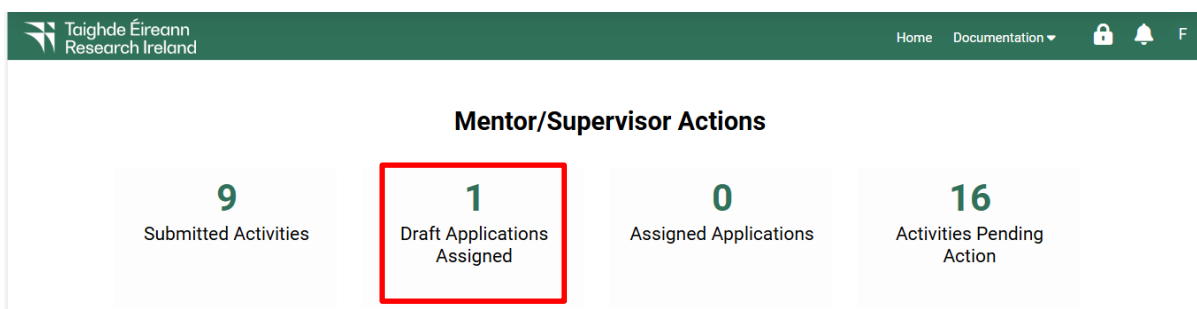 Taighde Éireann
Research Ireland
Home Documentation F
Mentor/Supervisor Actions
9
Submitted Activities
1
Draft Applications
Assigned
0
Assigned Applications
16
Activities Pending
Action